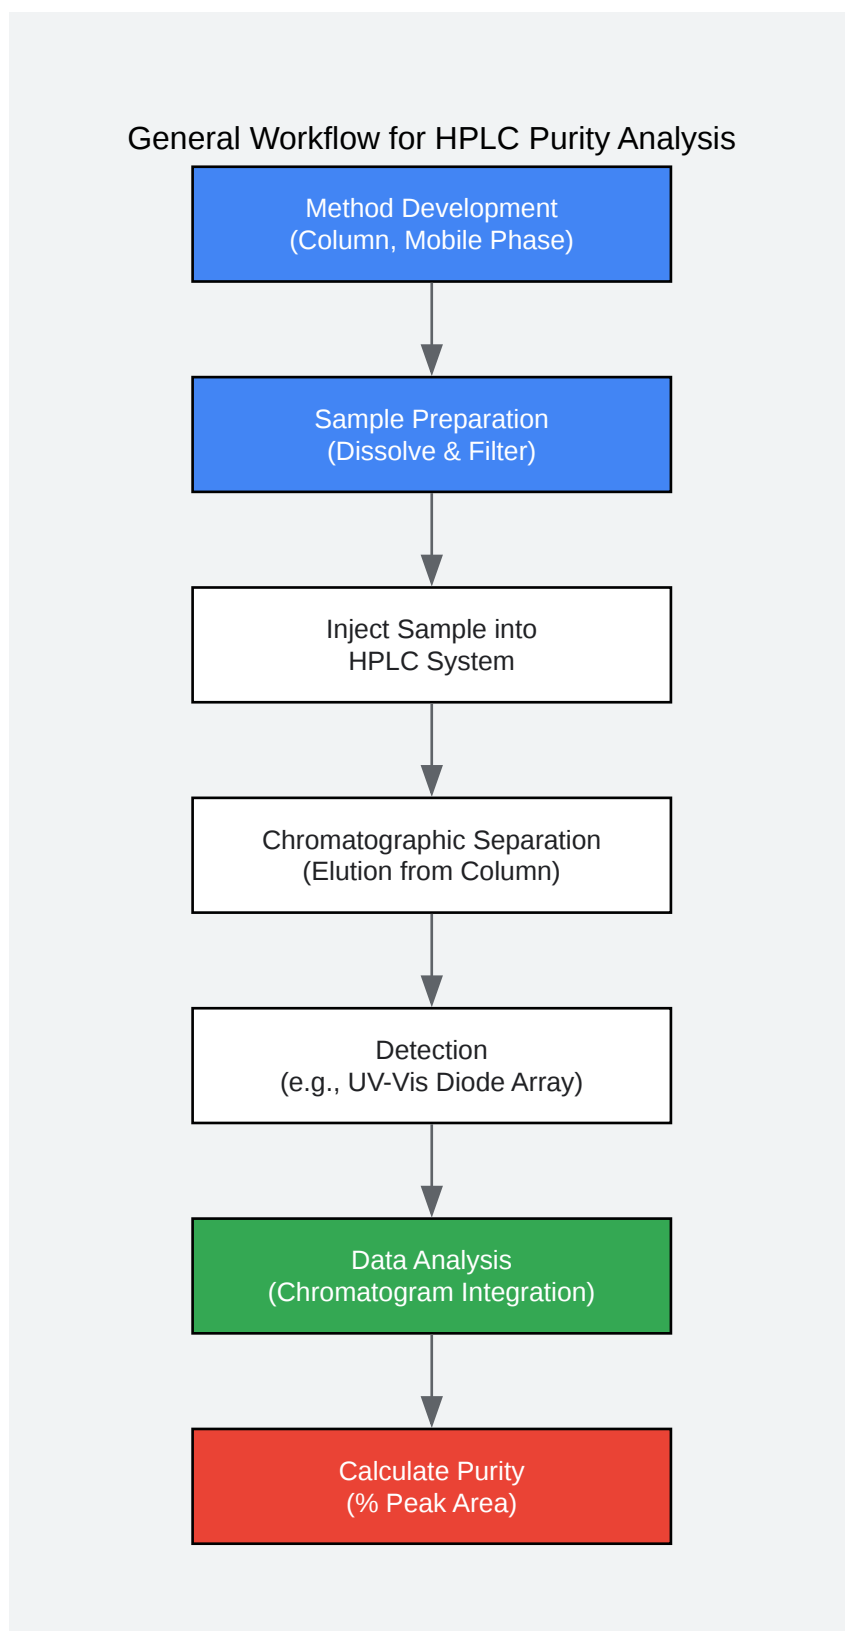 General Workflow for HPLC Purity Analysis
Method Development
(Column, Mobile Phase)
Sample Preparation
(Dissolve & Filter)
Inject Sample into
HPLC System
Chromatographic Separation
(Elution from Column)
Detection
(e.g., UV-Vis Diode Array)
Data Analysis
(Chromatogram Integration)
Calculate Purity
(% Peak Area)